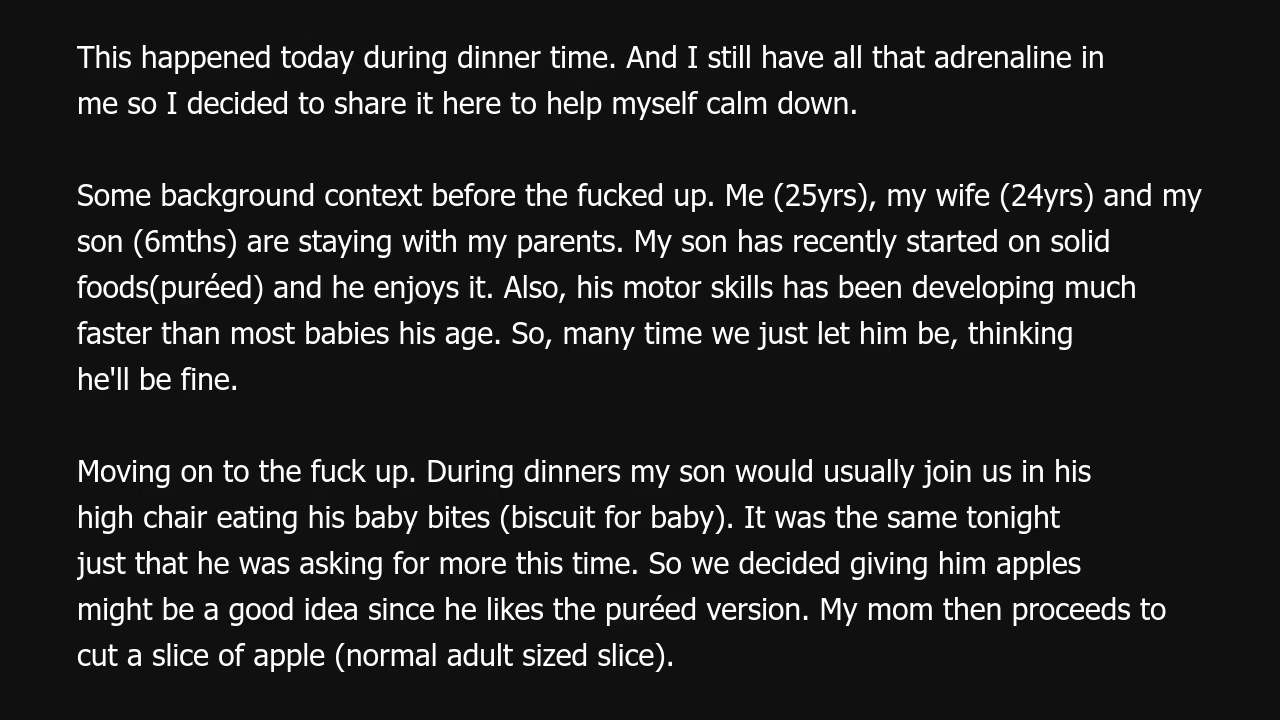 This happened today during dinner time. And I still have all that adrenaline in
me so I decided to share it here to help myself calm down.
Some background context before the fucked up. Me (25yrs), my wife (24yrs) and my
son (6mths) are staying with my parents. My son has recently started on solid
foods(puréed) and he enjoys it. Also, his motor skills has been developing much
faster than most babies his age. So, many time we just let him be, thinking
he'll be fine.
Moving on to the fuck up. During dinners my son would usually join us in his
high chair eating his baby bites (biscuit for baby). It was the same tonight
just that he was asking for more this time. So we decided giving him apples
might be a good idea since he likes the puréed version. My mom then proceeds to
cut a slice of apple (normal adult sized slice).